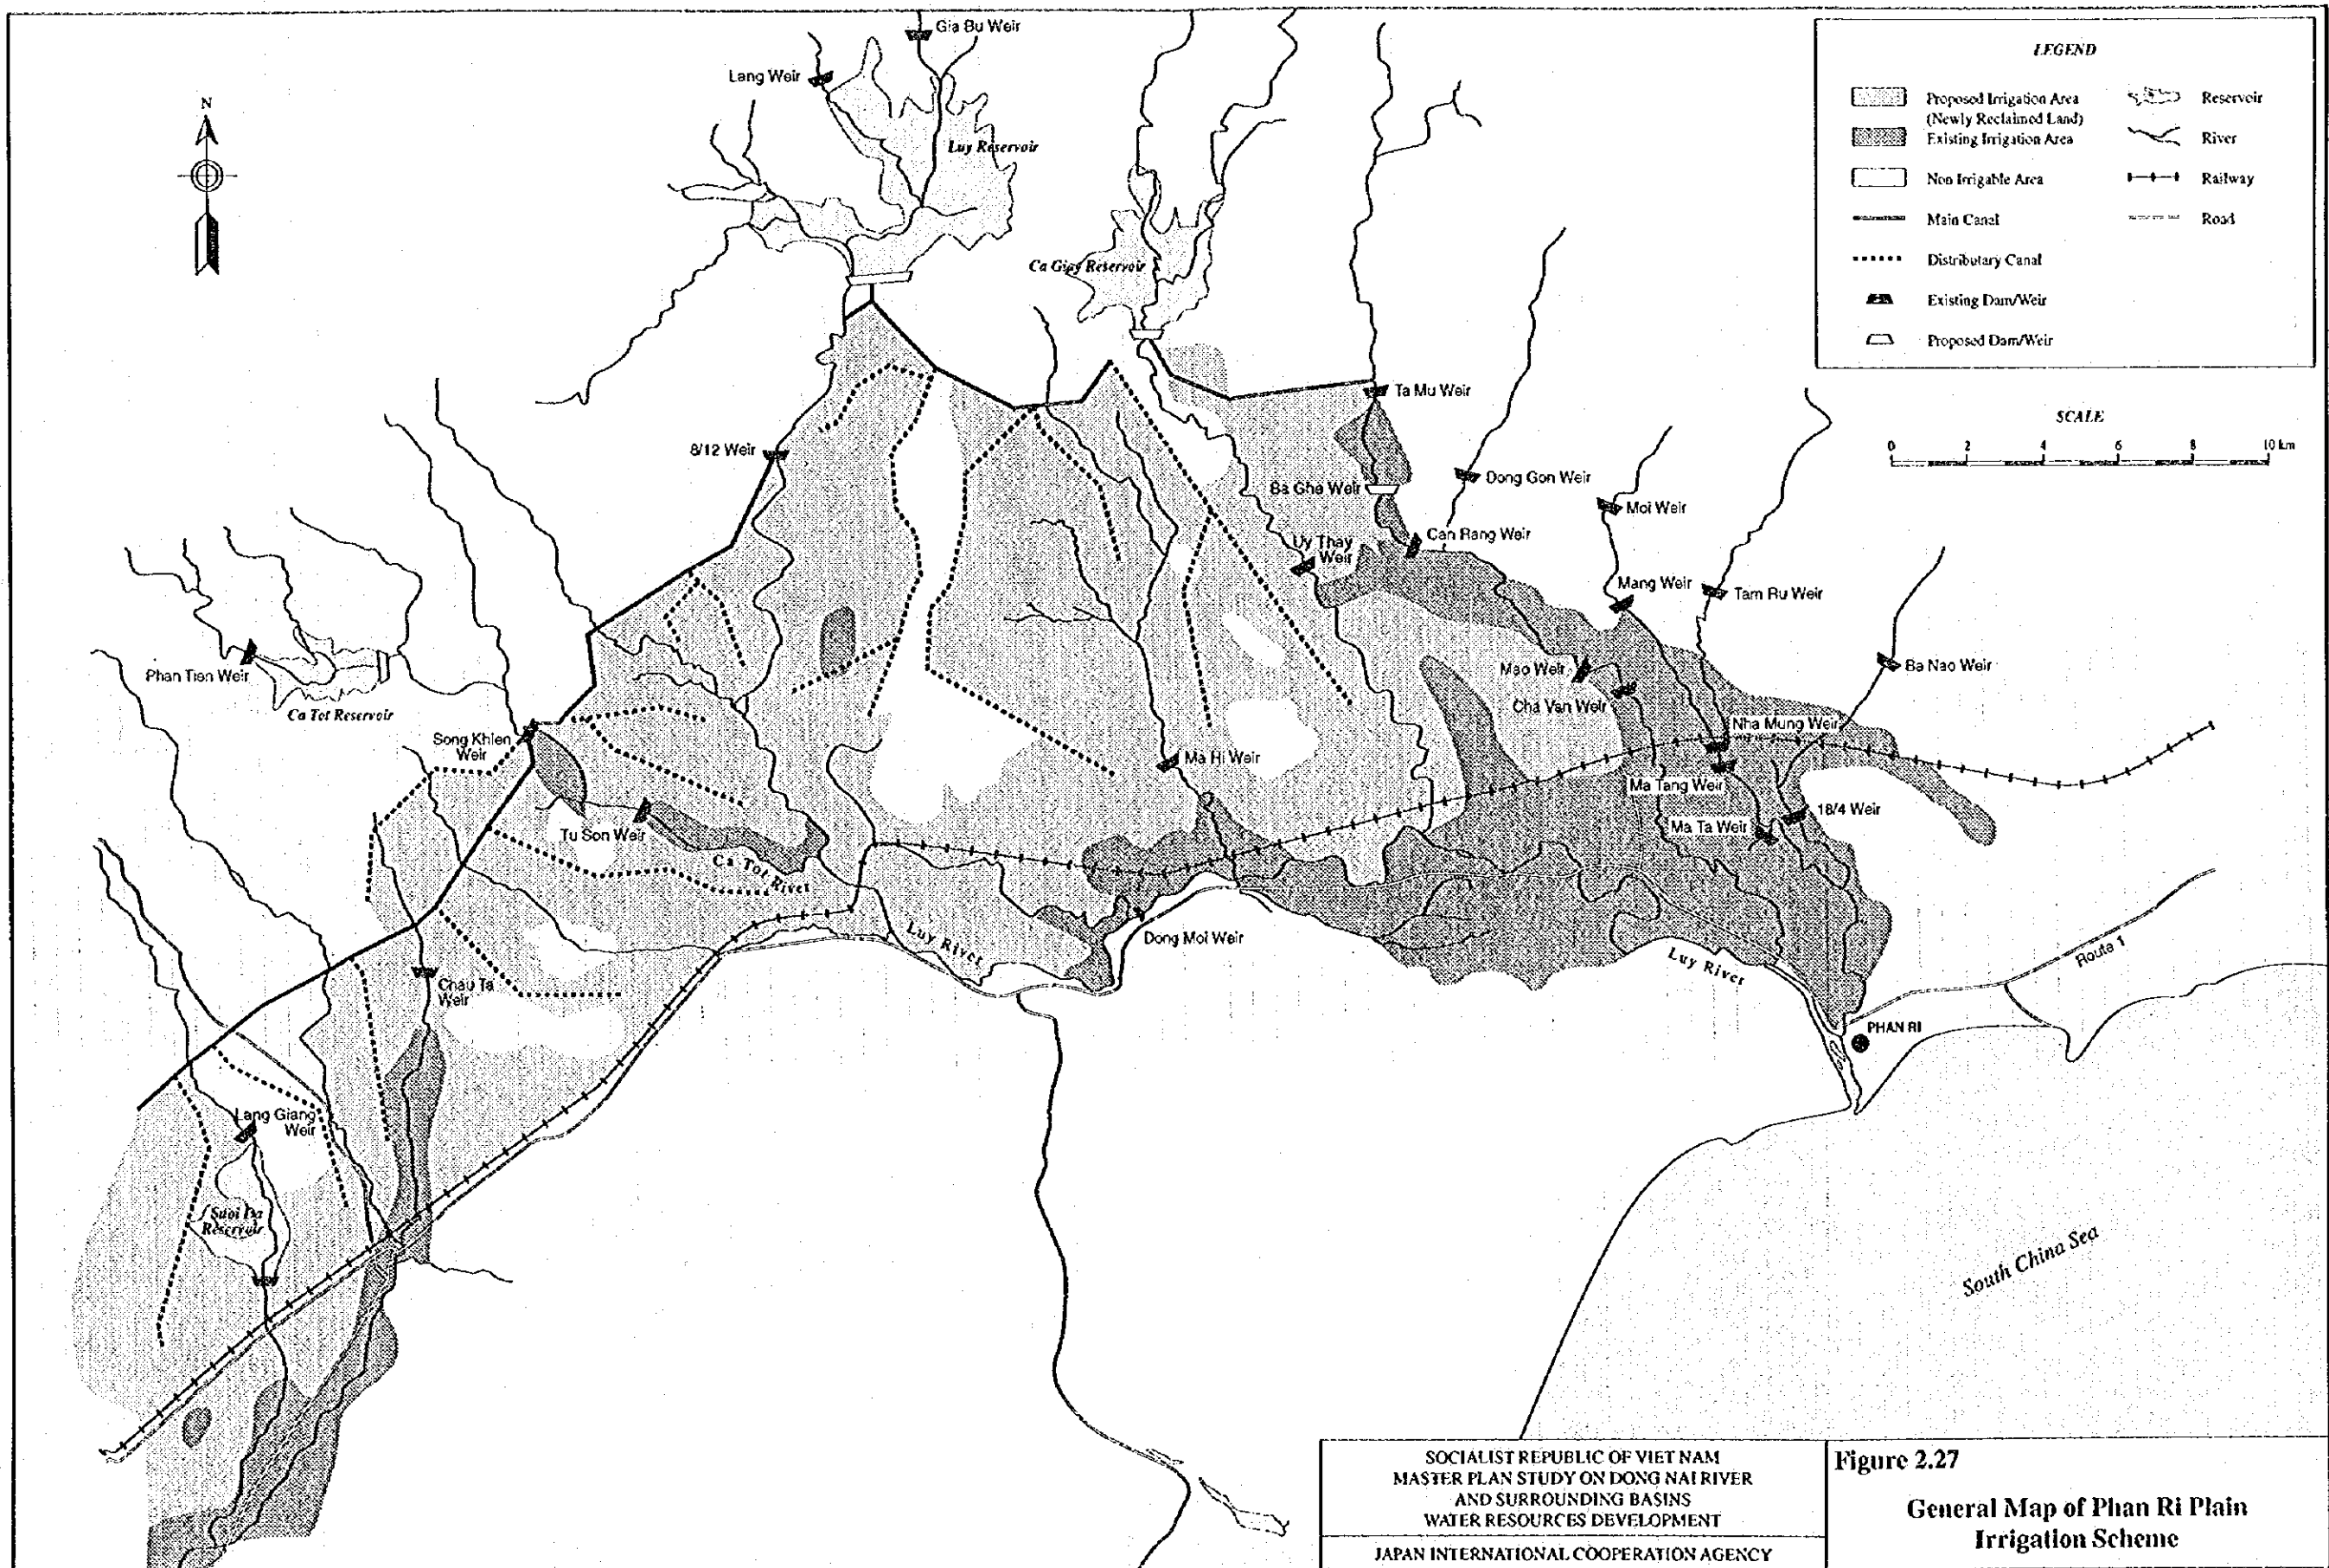 Gia Bu Weir
Lang Weir
N
Luy Reservoir
Ca Giay Reservoir
LEGEND
Proposed Irrigation Area
(Newly Reclaimed Land)
Existing Irrigation Area
Non Irrigable Area
Main Canal
Distributary Canal
Existing Dam/Weir
Proposed Dam/Weir
Reservoir
River
Railway
Road
SCALE
0 2 4 6 8 10 km
Ta Mu Weir
8/12 Weir
Ba Ghe Weir
Dong Gon Weir
Moi Weir
Can Rang Weir
Uy Thay
Weir
Mang Weir
Tam Ru Weir
Phan Tien Weir
Ca Tot Reservoir
Mao Weir
Ba Nao Weir
Cha Van Weir
Song Khien
Weir
Nha Mung Weir
Ma Hi Weir
Ma Tang Weir
18/4 Weir
Tu Son Weir
Ma Ta Weir
Ca Tot River
Luy River
Dong Moi Weir
Luy River
Route 1
Chau Ta
Weir
PHAN RI
Lang Giang
Weir
Suoi Da
Reservoir
South China Sea
SOCIALIST REPUBLIC OF VIET NAM
MASTER PLAN STUDY ON DONG NAI RIVER
AND SURROUNDING BASINS
WATER RESOURCES DEVELOPMENT
JAPAN INTERNATIONAL COOPERATION AGENCY
Figure 2.27
General Map of Phan Ri Plain
Irrigation Scheme